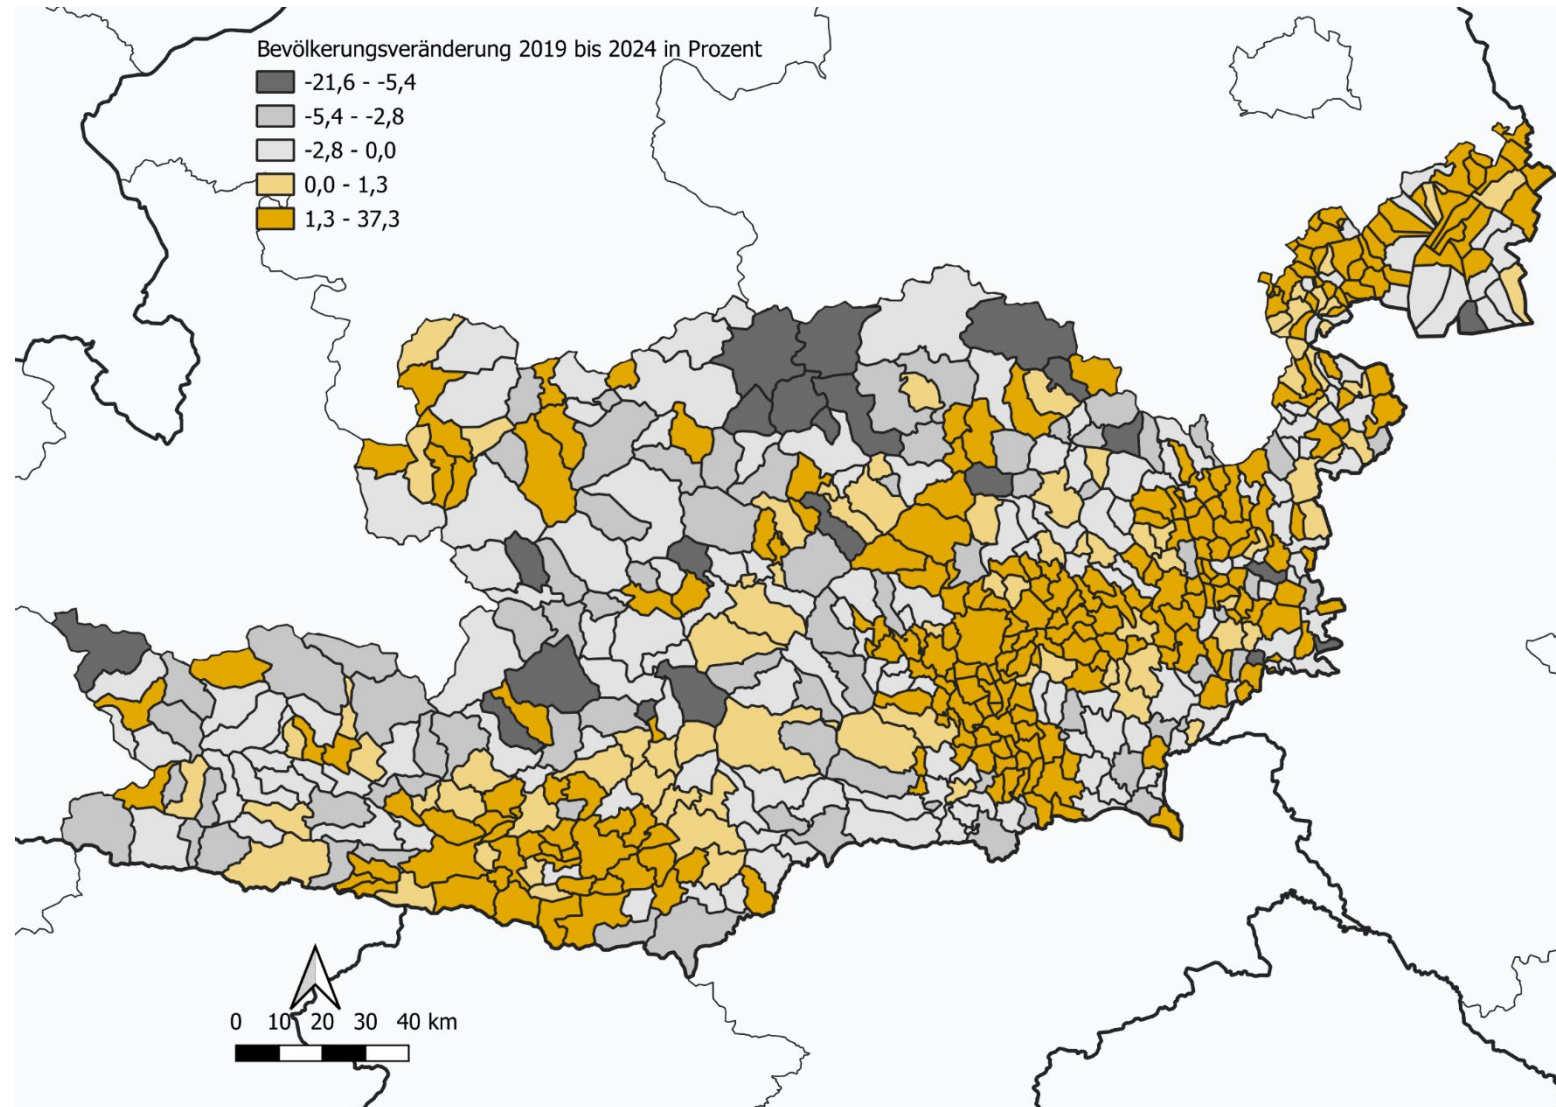 Bevölkerungsveränderung 2019 bis 2024 in Prozent
-21,6 - -5,4
-5,4 - -2,8
-2,8 - 0,0
0,0 - 1,3
1,3 - 37,3
0 10 20 30 40 km